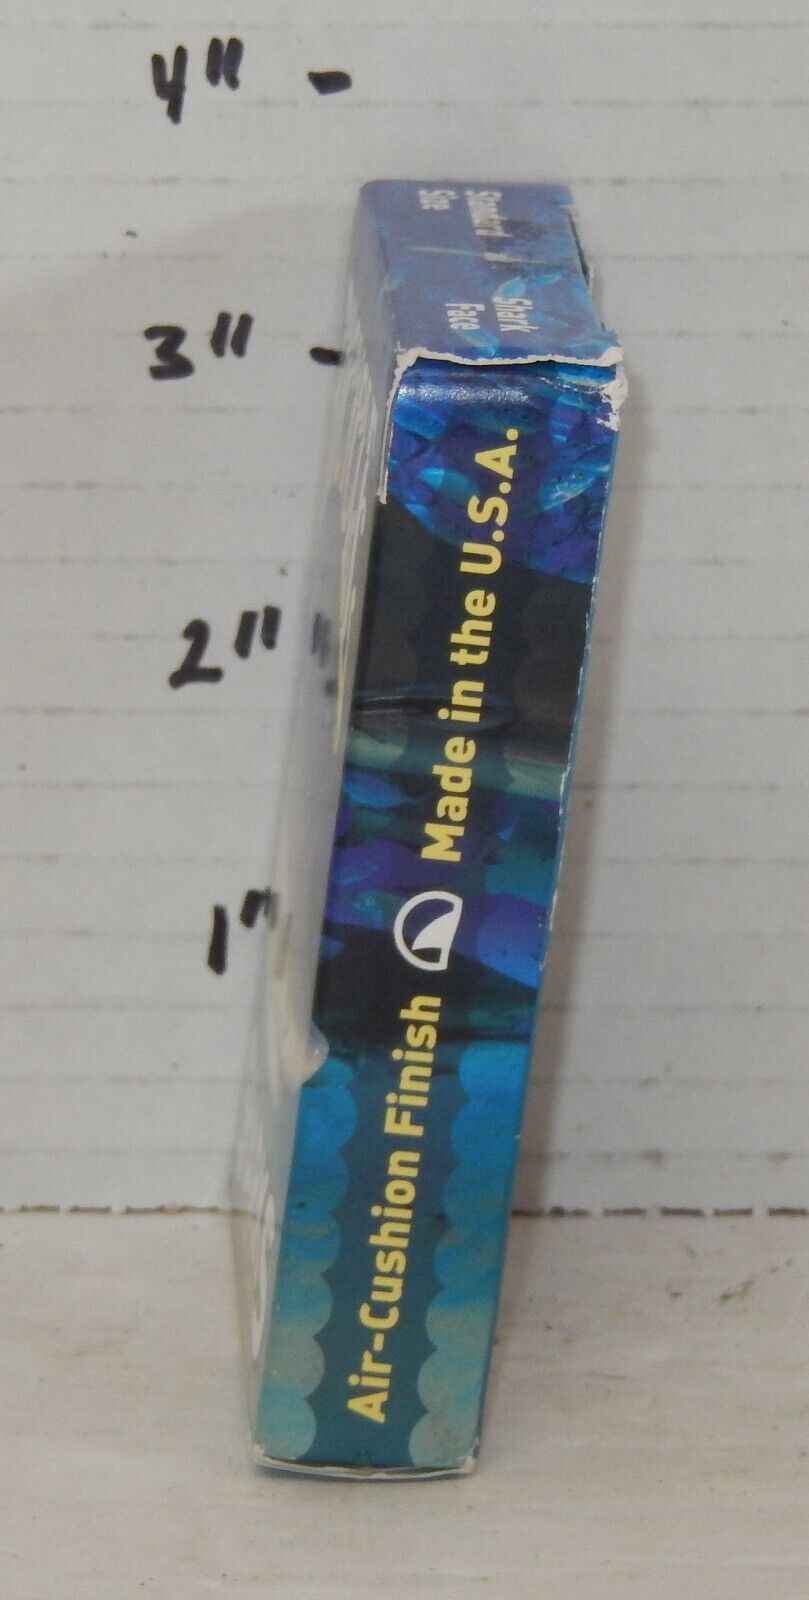 4"
3"
2"
1"
Standard
Size
Shark
Face
Air-Cushion Finish Made in the U.S.A.